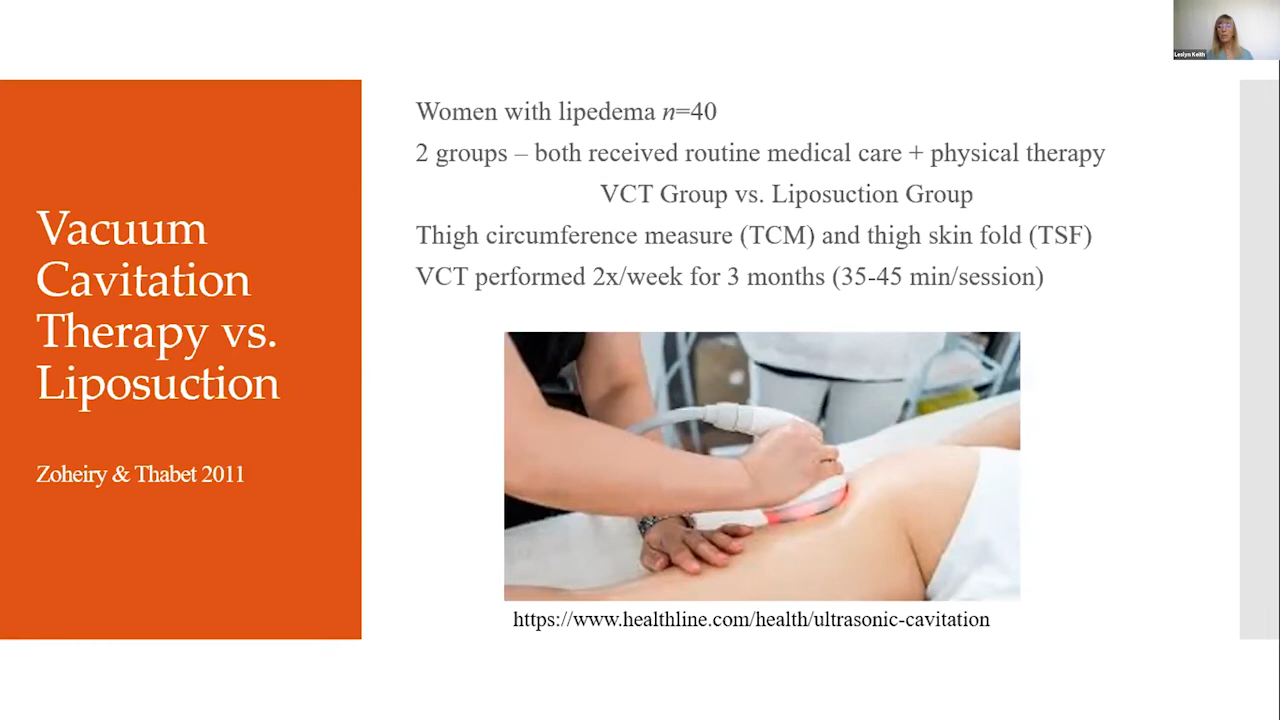 Leslyn Keith
Vacuum
Cavitation
Therapy vs.
Liposuction
Zoheiry & Thabet 2011
Women with lipedema n=40
2 groups – both received routine medical care + physical therapy
VCT Group vs. Liposuction Group
Thigh circumference measure (TCM) and thigh skin fold (TSF)
VCT performed 2x/week for 3 months (35-45 min/session)
https://www.healthline.com/health/ultrasonic-cavitation